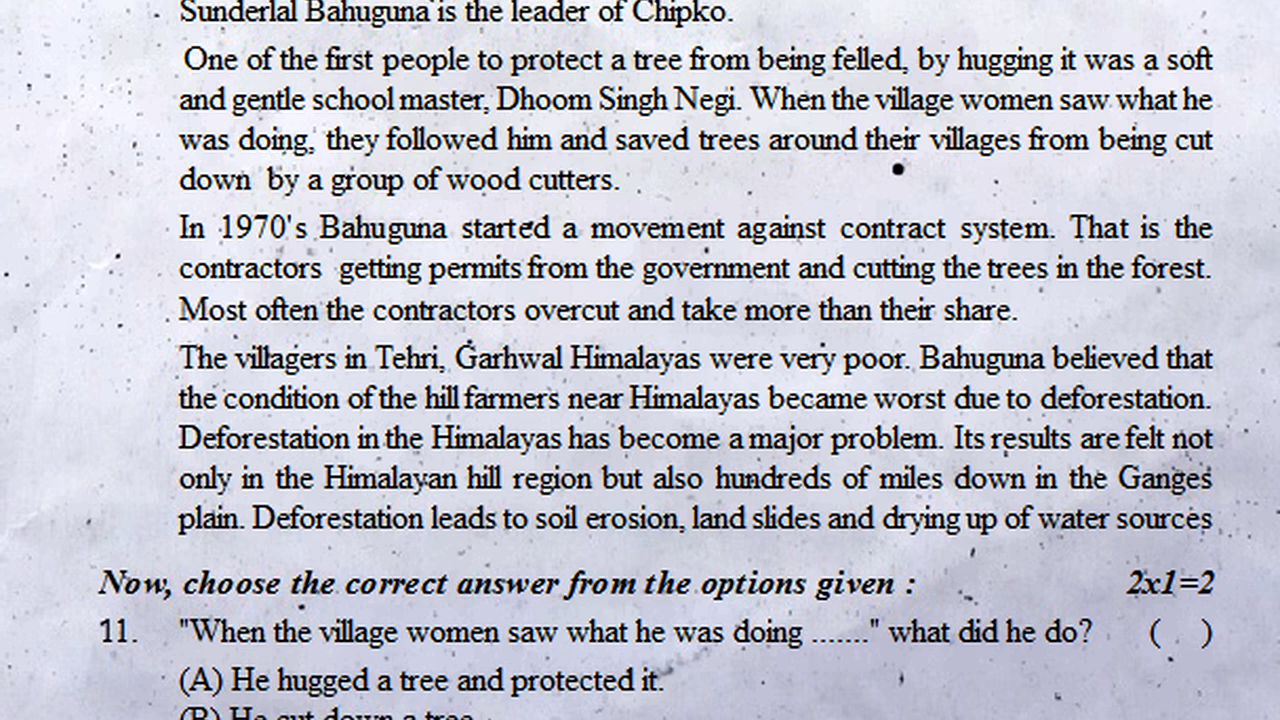 Sunderlal Bahuguna is the leader of Chipko.
One of the first people to protect a tree from being felled, by hugging it was a soft
and gentle school master, Dhoom Singh Negi. When the village women saw what he
was doing, they followed him and saved trees around their villages from being cut
down by a group of wood cutters.
In 1970's Bahuguna started a movement against contract system. That is the
contractors getting permits from the government and cutting the trees in the forest.
Most often the contractors overcut and take more than their share.
The villagers in Tehri, Garhwal Himalayas were very poor. Bahuguna believed that
the condition of the hill farmers near Himalayas became worst due to deforestation.
Deforestation in the Himalayas has become a major problem. Its results are felt not
only in the Himalayan hill region but also hundreds of miles down in the Ganges
plain. Deforestation leads to soil erosion, land slides and drying up of water sources
Now, choose the correct answer from the options given : 2x1=2
11. "When the village women saw what he was doing ......." what did he do? ( )
(A) He hugged a tree and protected it.
(B) He cut down a tree.